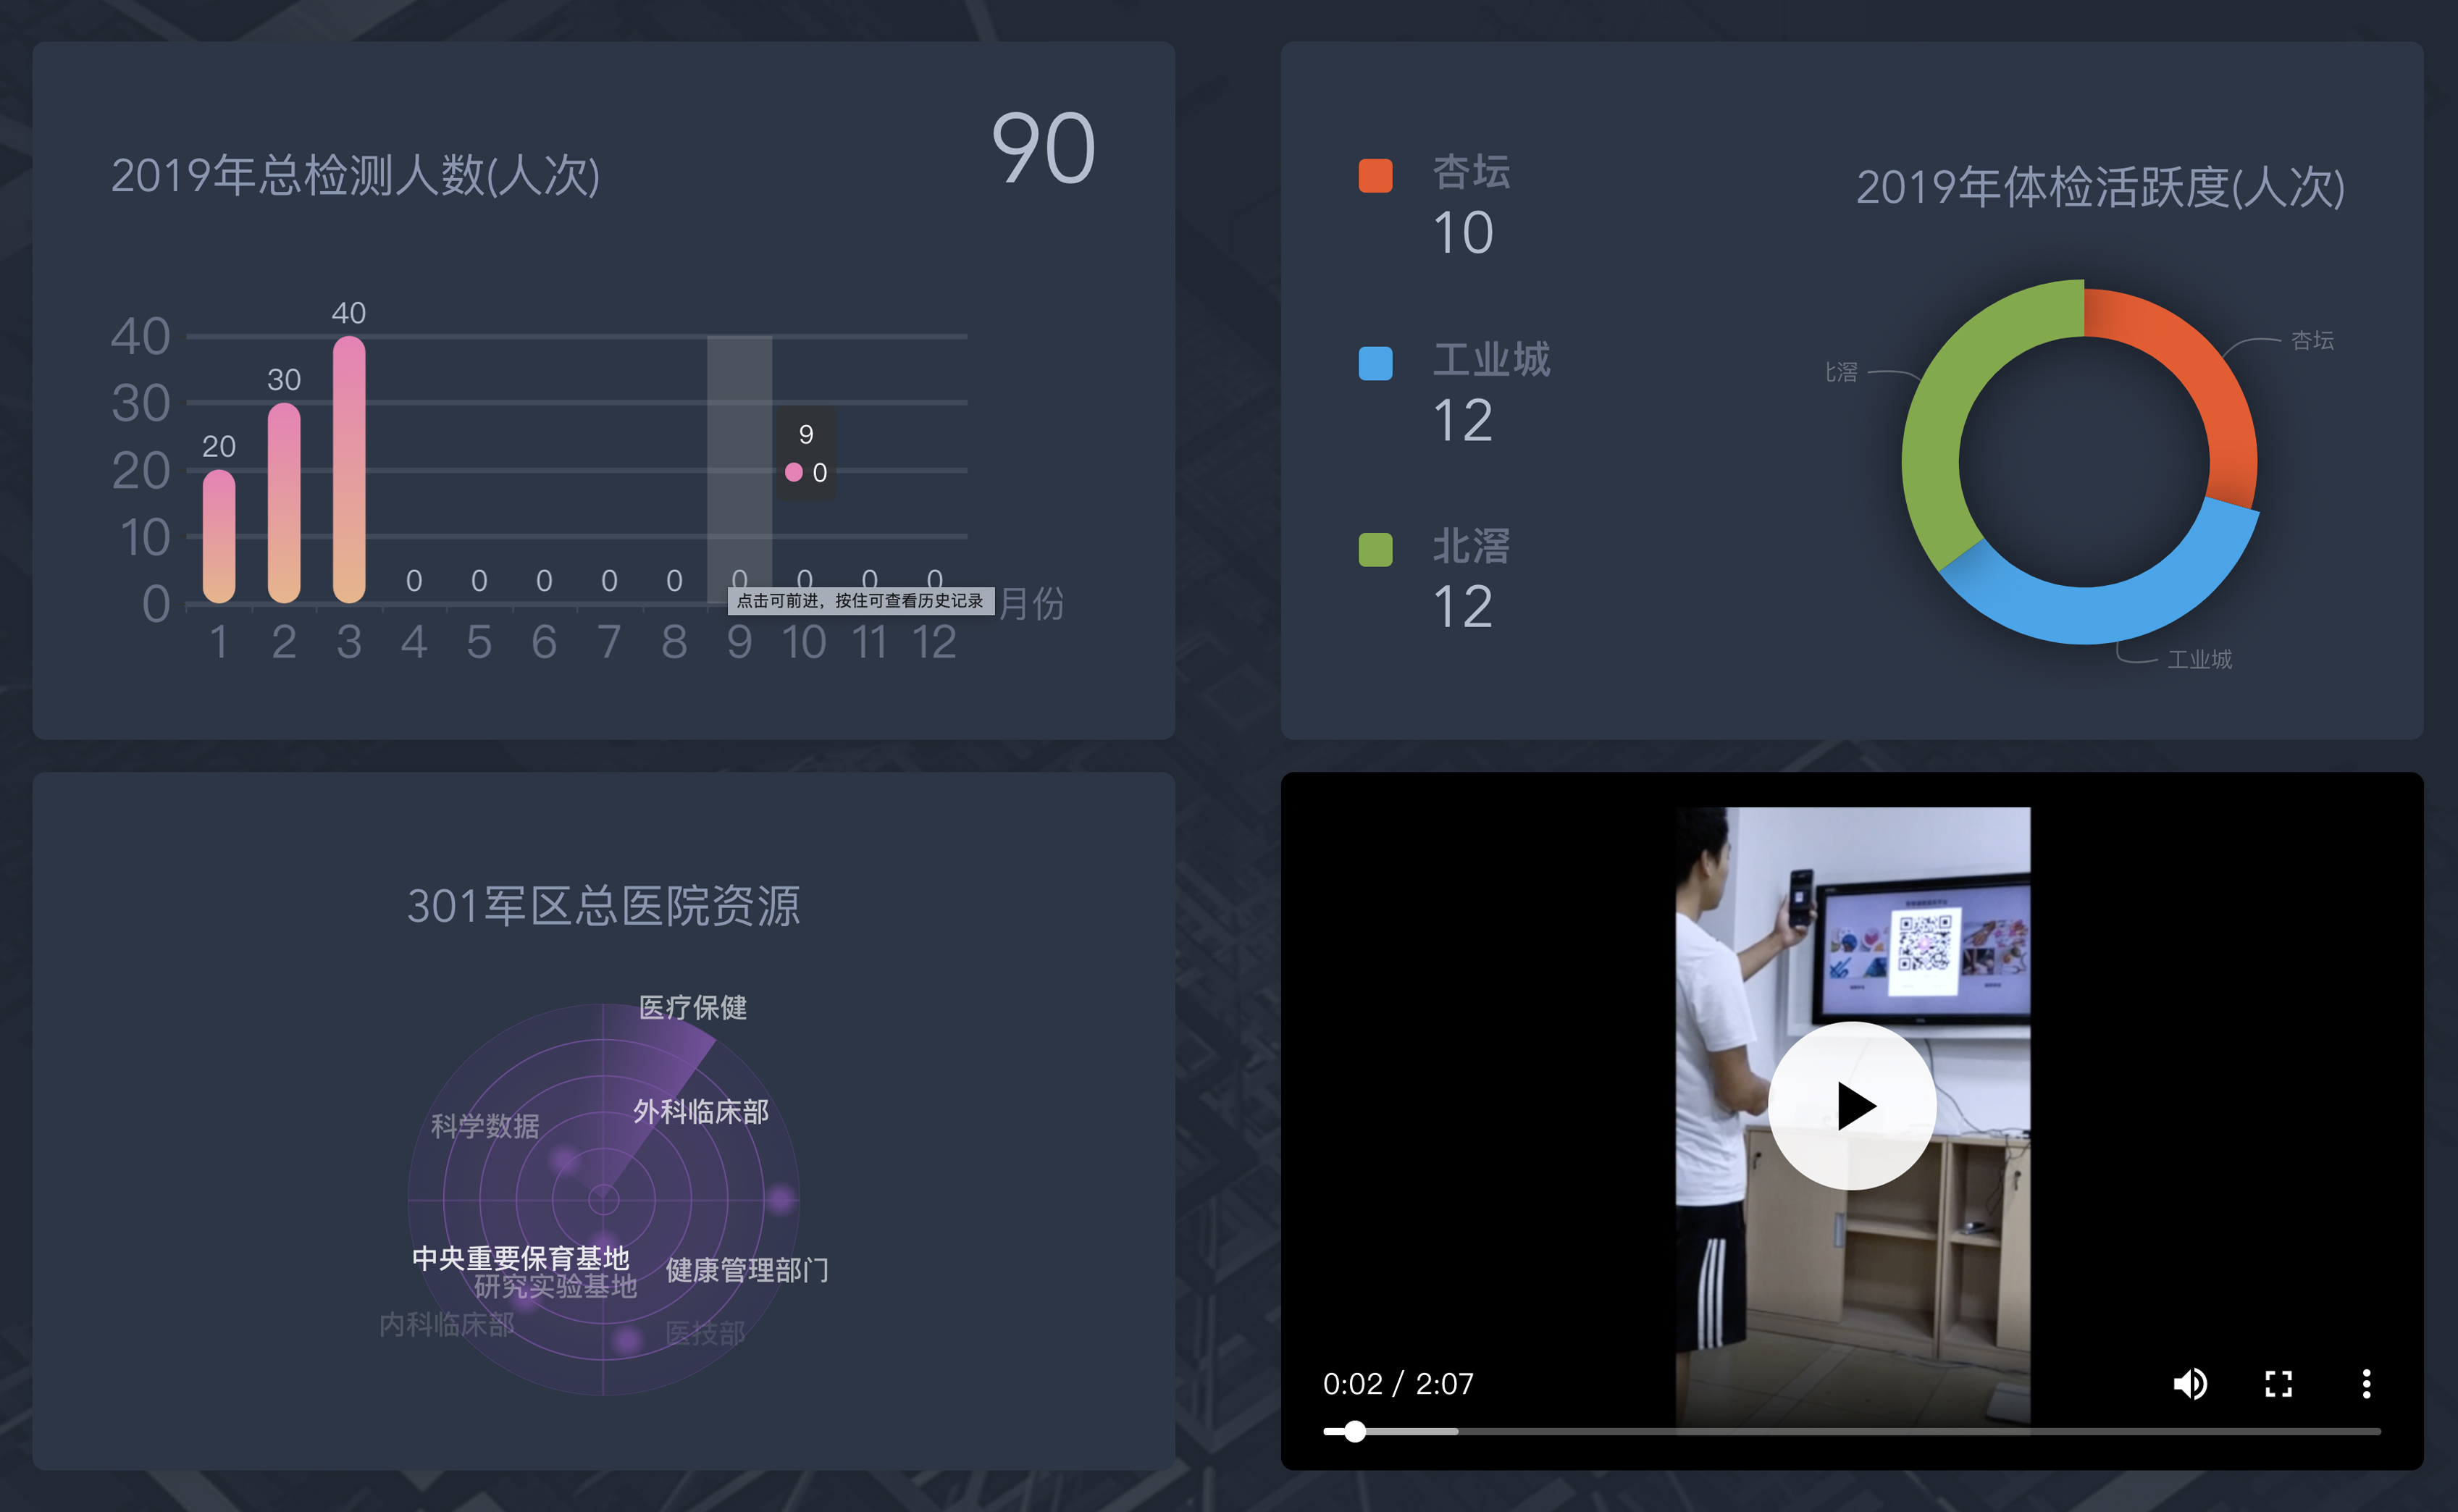 2019年总检测人数(人次)
90
40
30
20
10
0
20
30
40
0
0
0
0
0
0
0
0
0
9
0
点击可前进，按住可查看历史记录
月份
1
2
3
4
5
6
7
8
9
10
11
12
杏坛
10
工业城
12
北滘
12
2019年体检活跃度(人次)
杏坛
北滘
工业城
301军区总医院资源
医疗保健
外科临床部
科学数据
中央重要保育基地
健康管理部门
研究实验基地
内科临床部
医技部
0:02 / 2:07